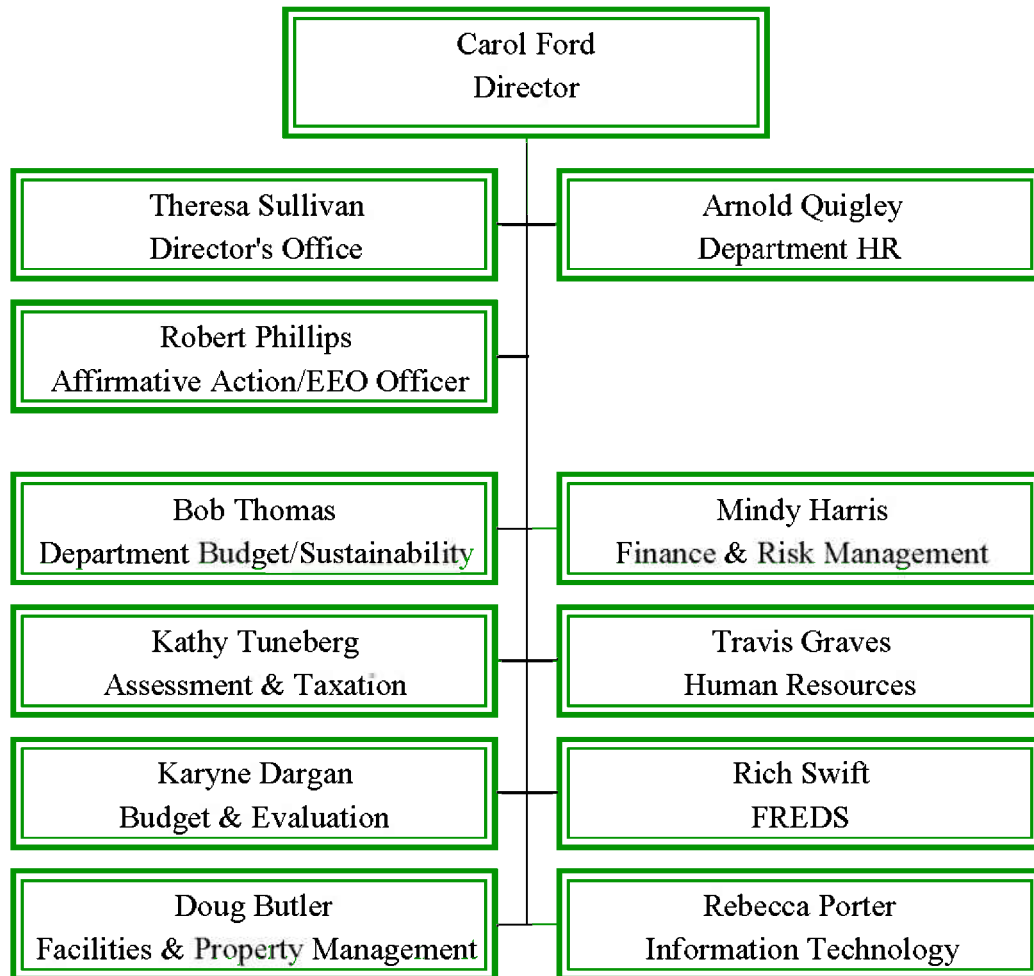 Carol Ford
Director
Theresa Sullivan
Director's Office
Arnold Quigley
Department HR
Robert Phillips
Affirmative Action/EEO Officer
Bob Thomas
Department Budget/Sustainability
Mindy Harris
Finance & Risk Management
Kathy Tuneberg
Assessment & Taxation
Travis Graves
Human Resources
Karyne Dargan
Budget & Evaluation
Rich Swift
FREDS
Doug Butler
Facilities & Property Management
Rebecca Porter
Information Technology